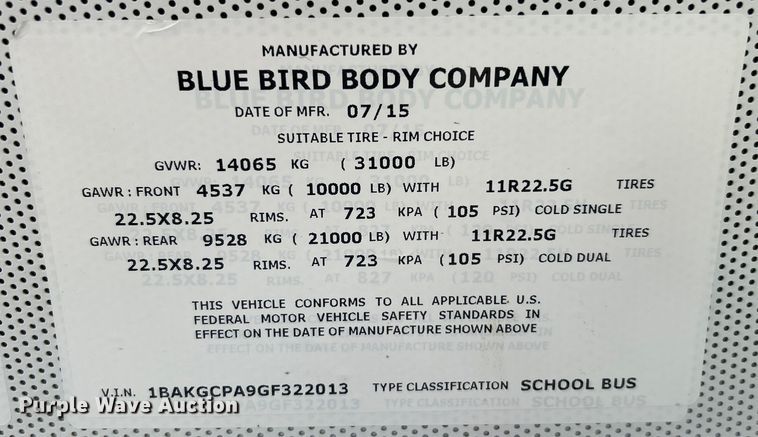 MANUFACTURED BY
BLUE BIRD BODY COMPANY
DATE OF MFR. 07/15
SUITABLE TIRE - RIM CHOICE
GVWR: 14065 KG ( 31000 LB)
GAWR : FRONT 4537 KG ( 10000 LB) WITH 11R22.5G TIRES
22.5X8.25 RIMS. AT 723 KPA ( 105 PSI) COLD SINGLE
GAWR : REAR 9528 KG ( 21000 LB) WITH 11R22.5G TIRES
22.5X8.25 RIMS. AT 723 KPA ( 105 PSI) COLD DUAL
THIS VEHICLE CONFORMS TO ALL APPLICABLE U.S.
FEDERAL MOTOR VEHICLE SAFETY STANDARDS IN
EFFECT ON THE DATE OF MANUFACTURE SHOWN ABOVE
V.I.N. 1BAKGCPA9GF322013 TYPE CLASSIFICATION SCHOOL BUS
Purple Wave Auction